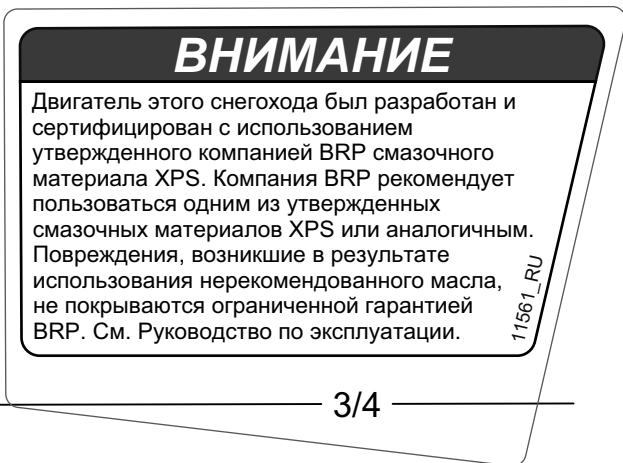 ВНИМАНИЕ
Двигатель этого снегохода был разработан и
сертифицирован с использованием
утвержденного компанией BRP смазочного
материала XPS. Компания BRP рекомендует
пользоваться одним из утвержденных
смазочных материалов XPS или аналогичным.
Повреждения, возникшие в результате
использования нерекомендованного масла,
не покрываются ограниченной гарантией
BRP. См. Руководство по эксплуатации.
11561_RU
3/4